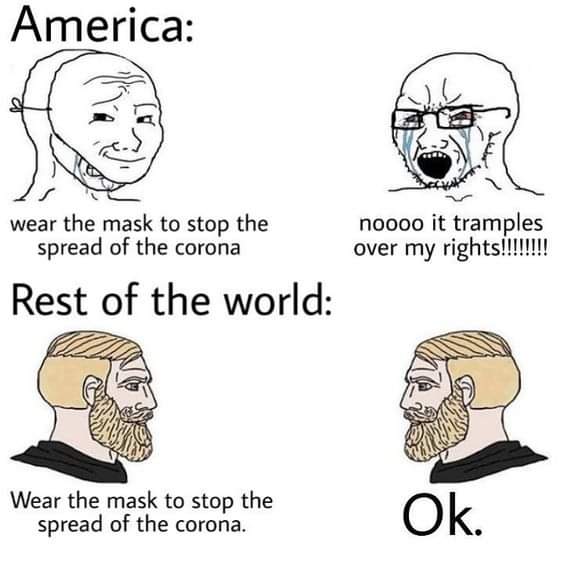 America:
wear the mask to stop the
spread of the corona
noooo it tramples
over my rights!!!!!!!!
Rest of the world:
Wear the mask to stop the
spread of the corona.
Ok.